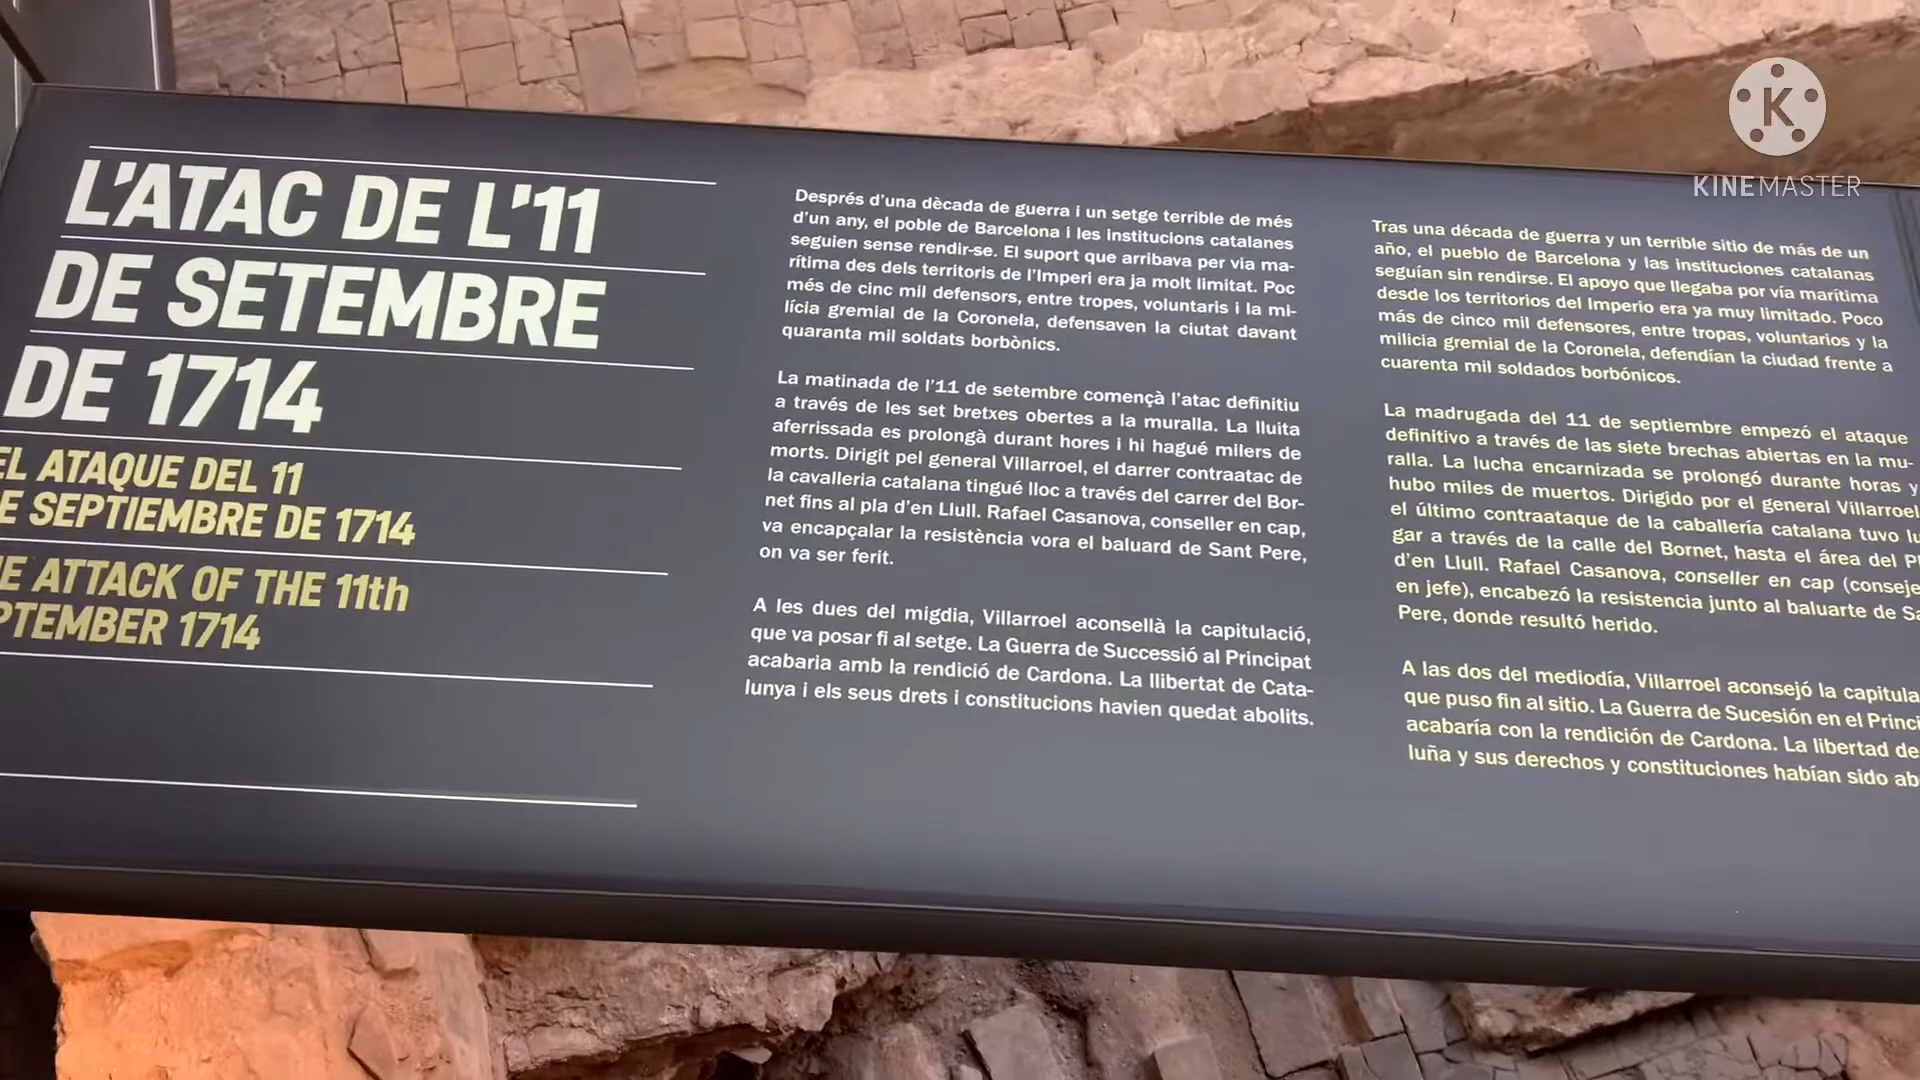 L'ATAC DE L'11
DE SETEMBRE
DE 1714
EL ATAQUE DEL 11
SEPTIEMBRE DE 1714
ATTACK OF THE 11th
1714
Després d'una dècada de guerra i un setge terrible de més
d'un any, el poble de Barcelona i les institucions catalanes
seguien sense rendir-se. El suport que arribava per via ma-
rítima des dels territoris de l'Imperi era ja molt limitat. Poc
més de cinc mil defensors, entre tropes, voluntaris i la mi-
lícia gremial de la Coronela, defensaven la ciutat davant
quaranta mil soldats borbònics.
La matinada de l'11 de setembre començà l'atac definitiu
a través de les set bretxes obertes a la muralla. La lluita
aferrissada es prolongà durant hores i hi hagué milers de
morts. Dirigit pel general Villarroel, el darrer contraatac de
la cavalleria catalana tingué lloc a través del carrer del Bor-
net fins al pla d'en Llull. Rafael Casanova, conseller en cap,
va encapçalar la resistència vora el baluard de Sant Pere,
on va ser ferit.
A les dues del migdia, Villarroel aconsellà la capitulació,
que va posar fi al setge. La Guerra de Successió al Principat
acabaria amb la rendició de Cardona. La llibertat de Cata-
lunya i els seus drets i constitucions havien quedat abolits.
Tras una década de guerra y un terrible sitio de más de un
año, el pueblo de Barcelona y las instituciones catalanas
seguían sin rendirse. El apoyo que llegaba por vía marítima
desde los territorios del Imperio era ya muy limitado. Poco
más de cinco mil defensores, entre tropas, voluntarios y la
milicia gremial de la Coronela, defendían la ciudad frente a
cuarenta mil soldados borbónicos.
La madrugada del 11 de septiembre empezó el ataque
definitivo a través de las siete brechas abiertas en la mu-
ralla. La lucha encarnizada se prolongó durante horas y
hubo miles de muertos. Dirigido por el general Villarroel,
el último contraataque de la caballería catalana tuvo lu
gar a través de la calle del Bornet, hasta el área del
d'en Llull. Rafael Casanova, conseller en cap (conseje
en jefe), encabezó la resistencia junto al baluarte de
Pere, donde resultó herido.
A las dos del mediodía, Villarroel aconsejó la capitula
que puso fin al sitio. La Guerra de Sucesión en el Princi
acabaría con la rendición de Cardona. La libertad de
luña y sus derechos y constituciones habían sido ab
KINEMASTER